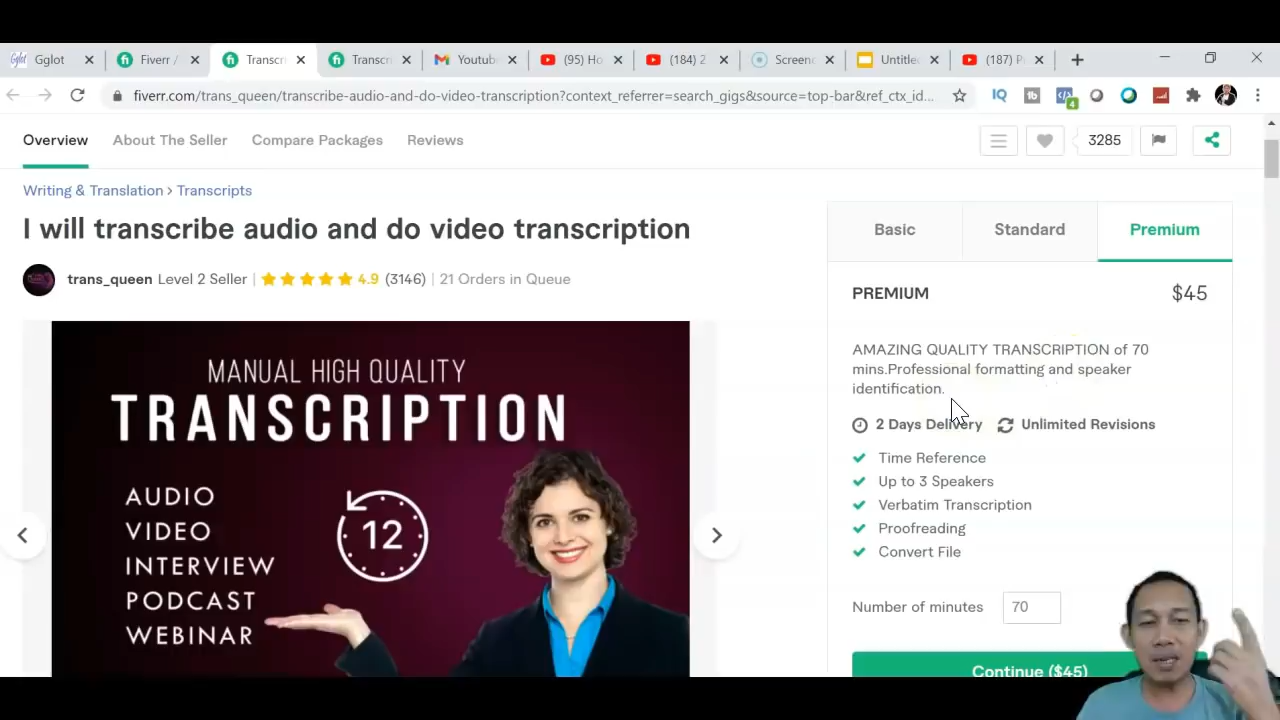 Gglot
Fiverr /
Transcri
Transcri
Youtub
(95) Ho
(184) 2
Screenc
Untitle
(187) P
fiverr.com/trans_queen/transcribe-audio-and-do-video-transcription?context_referrer=search_gigs&source=top-bar&ref_ctx_id...
4
Overview
About The Seller
Compare Packages
Reviews
3285
Writing & Translation › Transcripts
I will transcribe audio and do video transcription
trans_queen Level 2 Seller | 4.9 (3146) | 21 Orders in Queue
MANUAL HIGH QUALITY
TRANSCRIPTION
AUDIO
VIDEO
INTERVIEW
PODCAST
WEBINAR
12
Basic
Standard
Premium
PREMIUM
$45
AMAZING QUALITY TRANSCRIPTION of 70
mins.Professional formatting and speaker
identification.
2 Days Delivery
Unlimited Revisions
Time Reference
Up to 3 Speakers
Verbatim Transcription
Proofreading
Convert File
Number of minutes
70
Continue ($45)